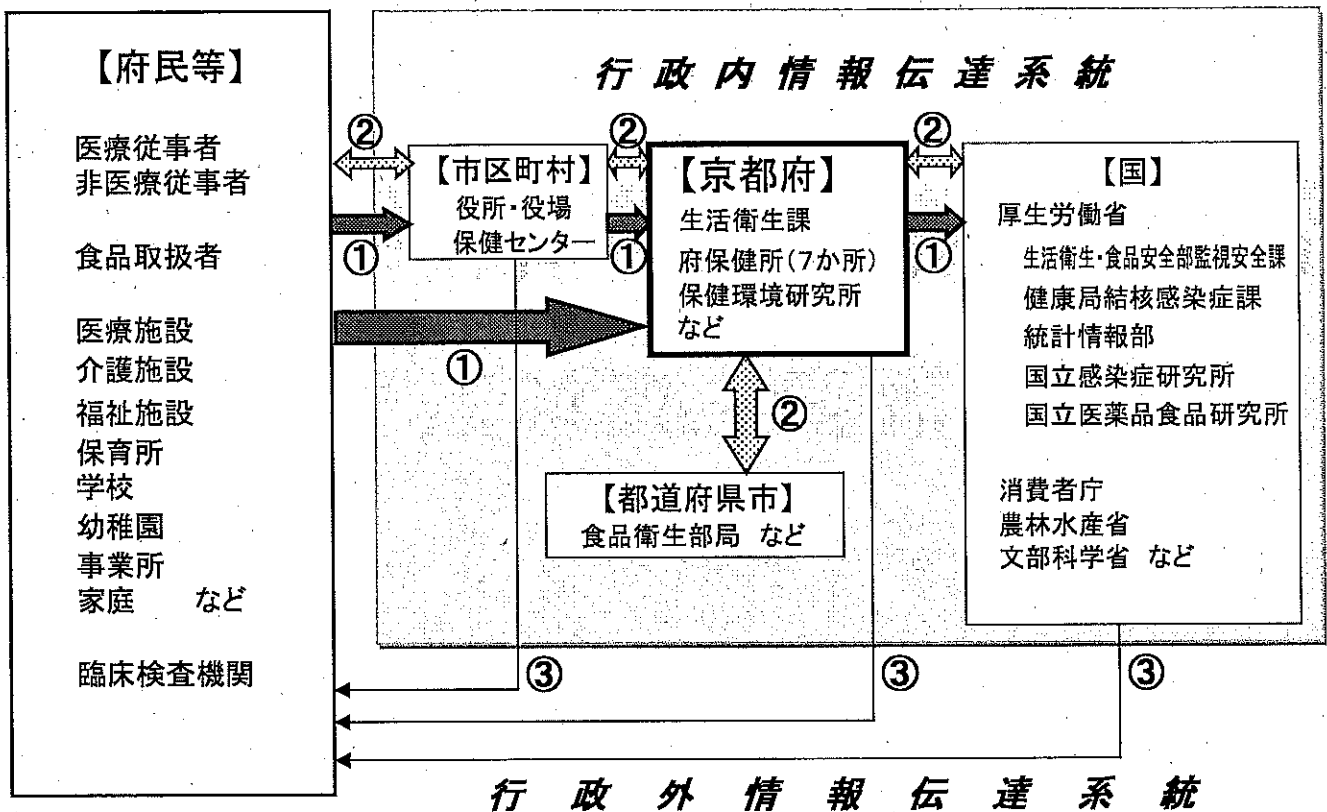 【府民等】
医療従事者
非医療従事者
食品取扱者
医療施設
介護施設
福祉施設
保育所
学校
幼稚園
事業所
家庭 など
臨床検査機関
行政内情報伝達系統
②
①
①
【市区町村】
役所・役場
保健センター
②
①
【京都府】
生活衛生課
府保健所(7か所)
保健環境研究所
など
②
①
【国】
厚生労働省
生活衛生・食品安全部監視安全課
健康局結核感染症課
統計情報部
国立感染症研究所
国立医薬品食品研究所
消費者庁
農林水産省
文部科学省 など
②
【都道府県市】
食品衛生部局 など
③
③
③
行政外情報伝達系統